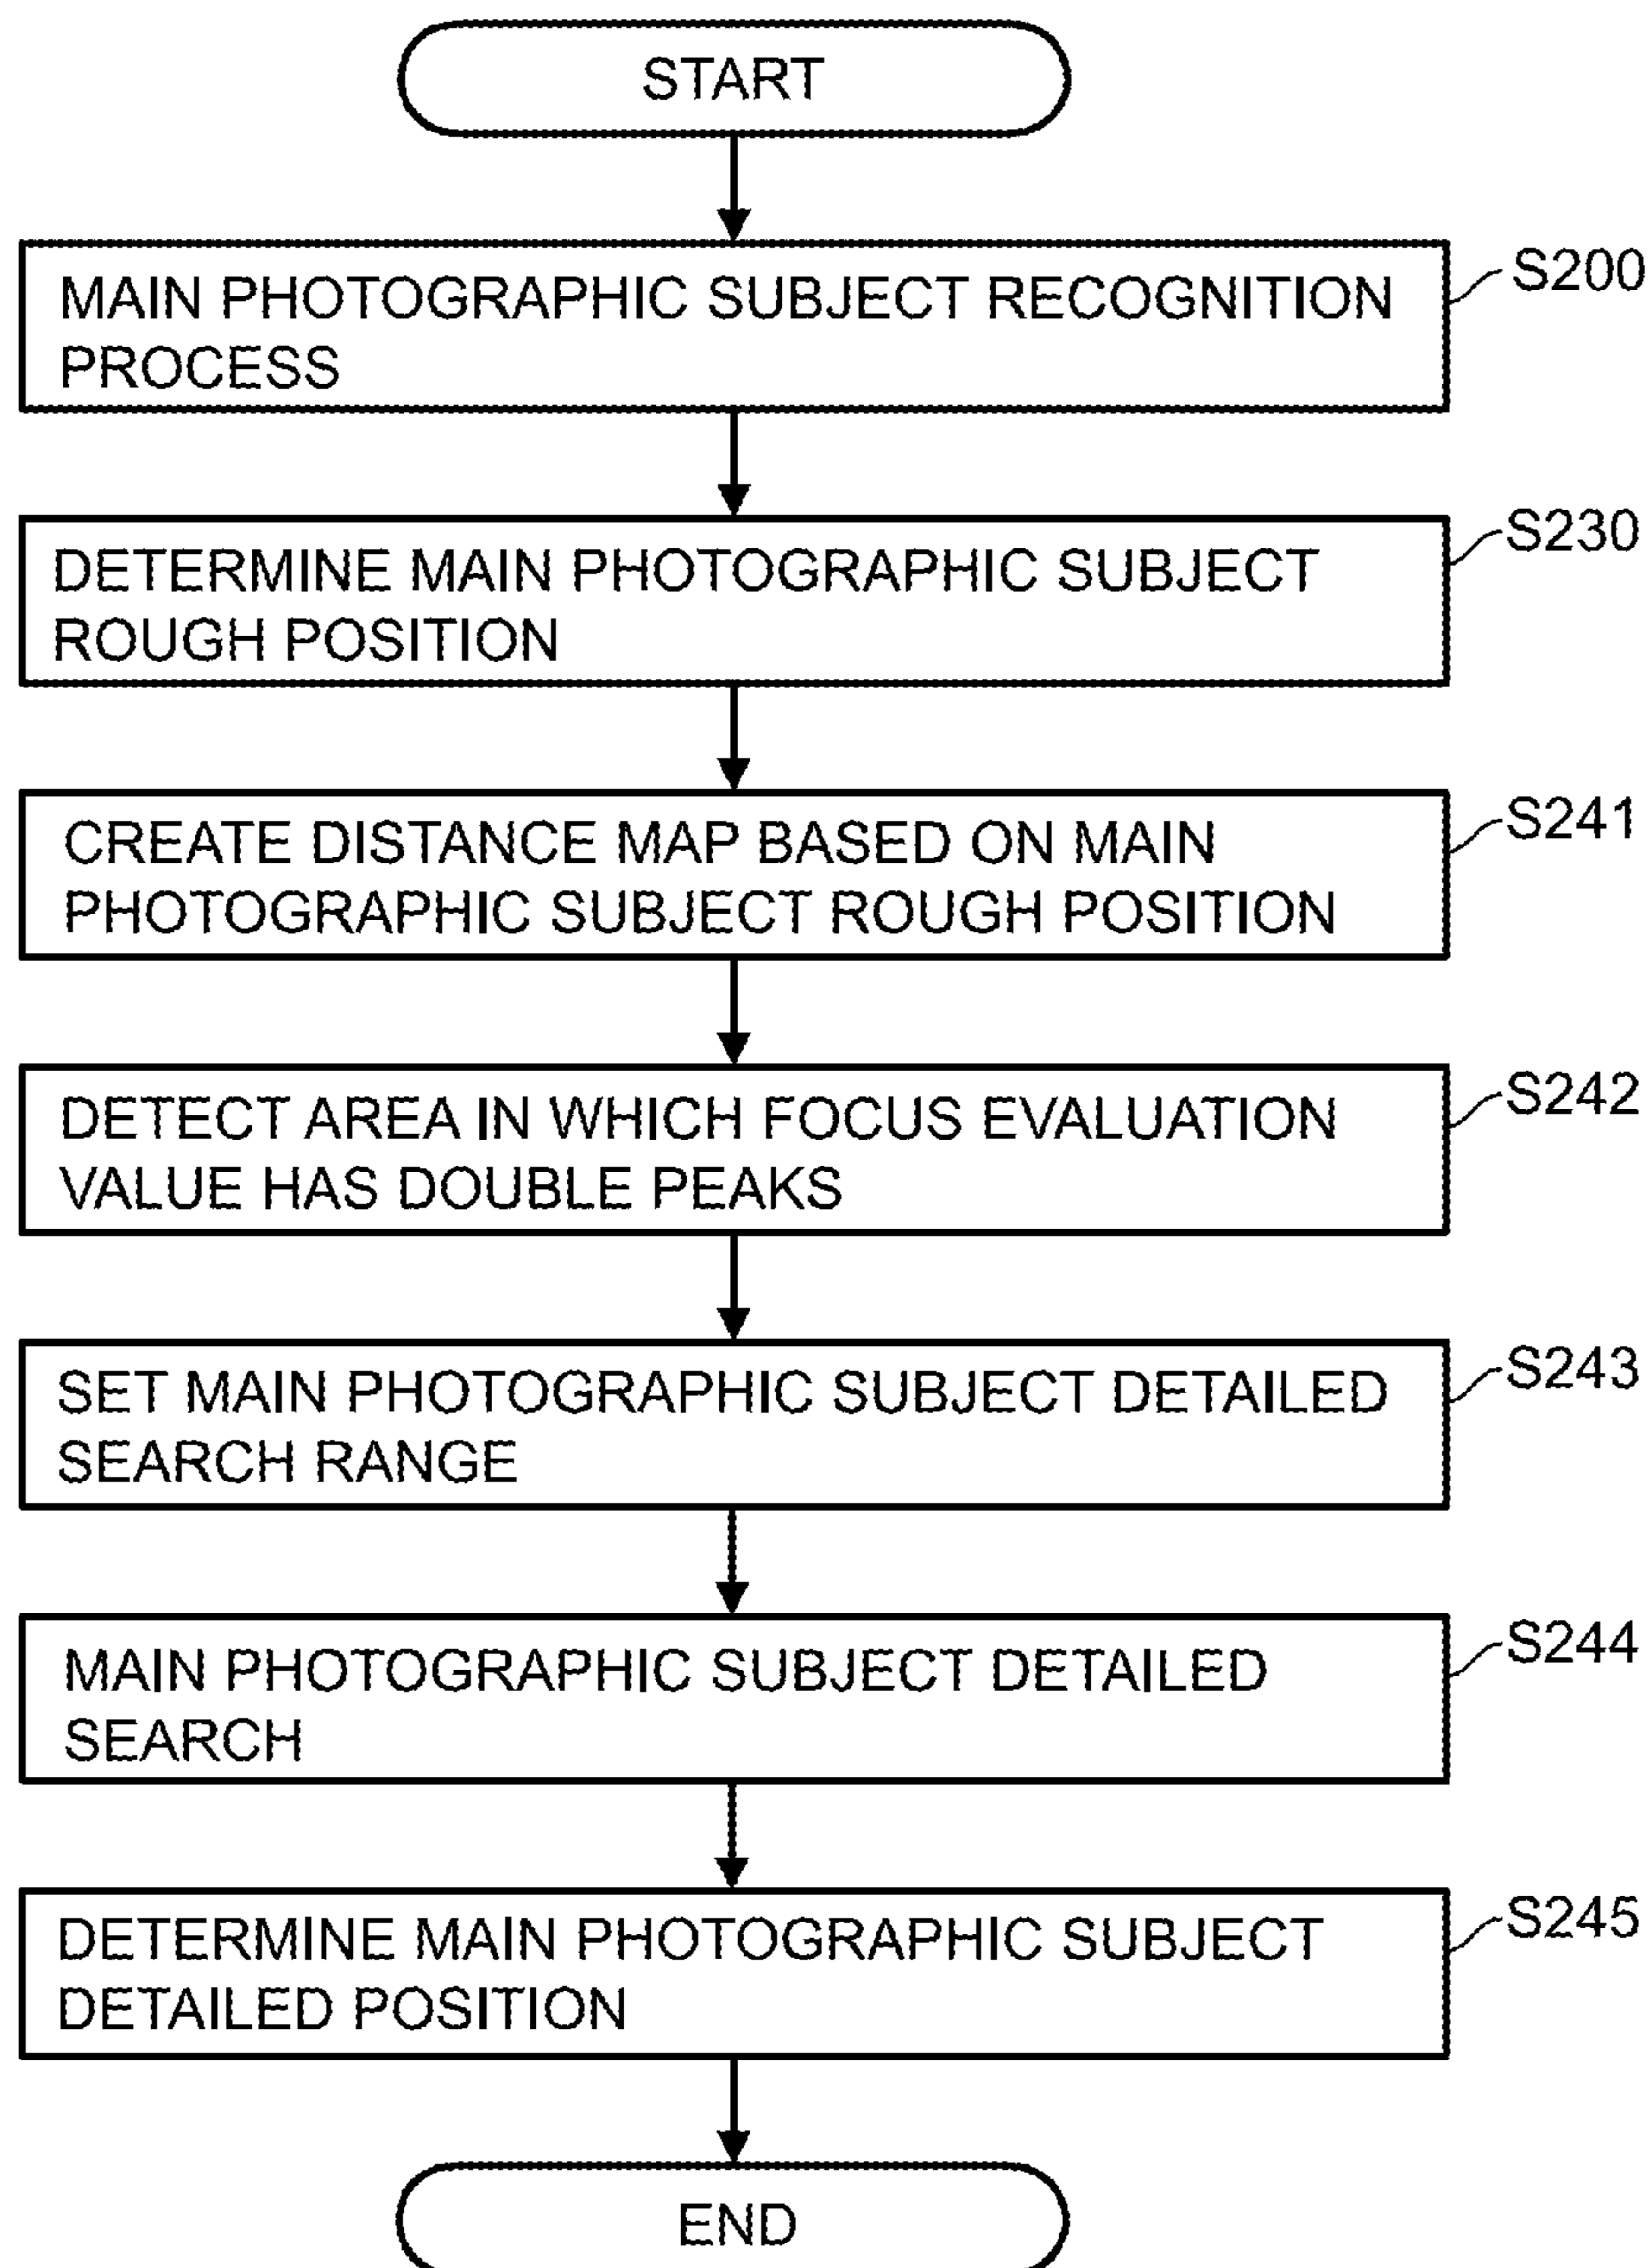 START
MAIN PHOTOGRAPHIC SUBJECT RECOGNITION
PROCESS
S200
DETERMINE MAIN PHOTOGRAPHIC SUBJECT
ROUGH POSITION
S230
CREATE DISTANCE MAP BASED ON MAIN
PHOTOGRAPHIC SUBJECT ROUGH POSITION
S241
DETECT AREA IN WHICH FOCUS EVALUATION
VALUE HAS DOUBLE PEAKS
S242
SET MAIN PHOTOGRAPHIC SUBJECT DETAILED
SEARCH RANGE
S243
MAIN PHOTOGRAPHIC SUBJECT DETAILED
SEARCH
S244
DETERMINE MAIN PHOTOGRAPHIC SUBJECT
DETAILED POSITION
S245
END